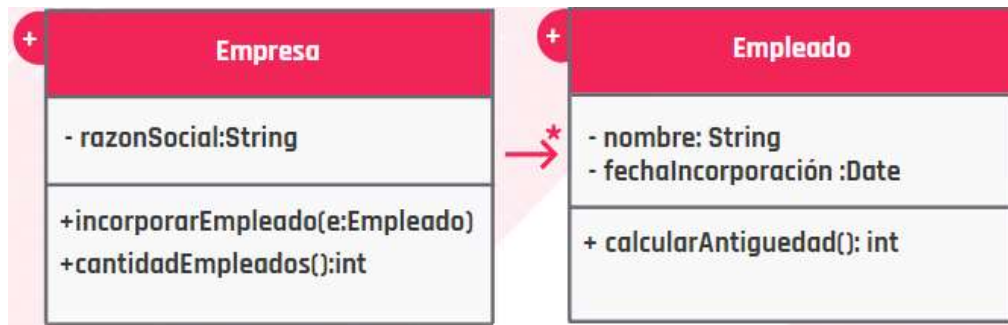 +
Empresa
- razonSocial:String
+incorporarEmpleado(e:Empleado)
+cantidadEmpleados():int
*
+
Empleado
- nombre: String
- fechaIncorporación :Date
+ calcularAntiguedad(): int